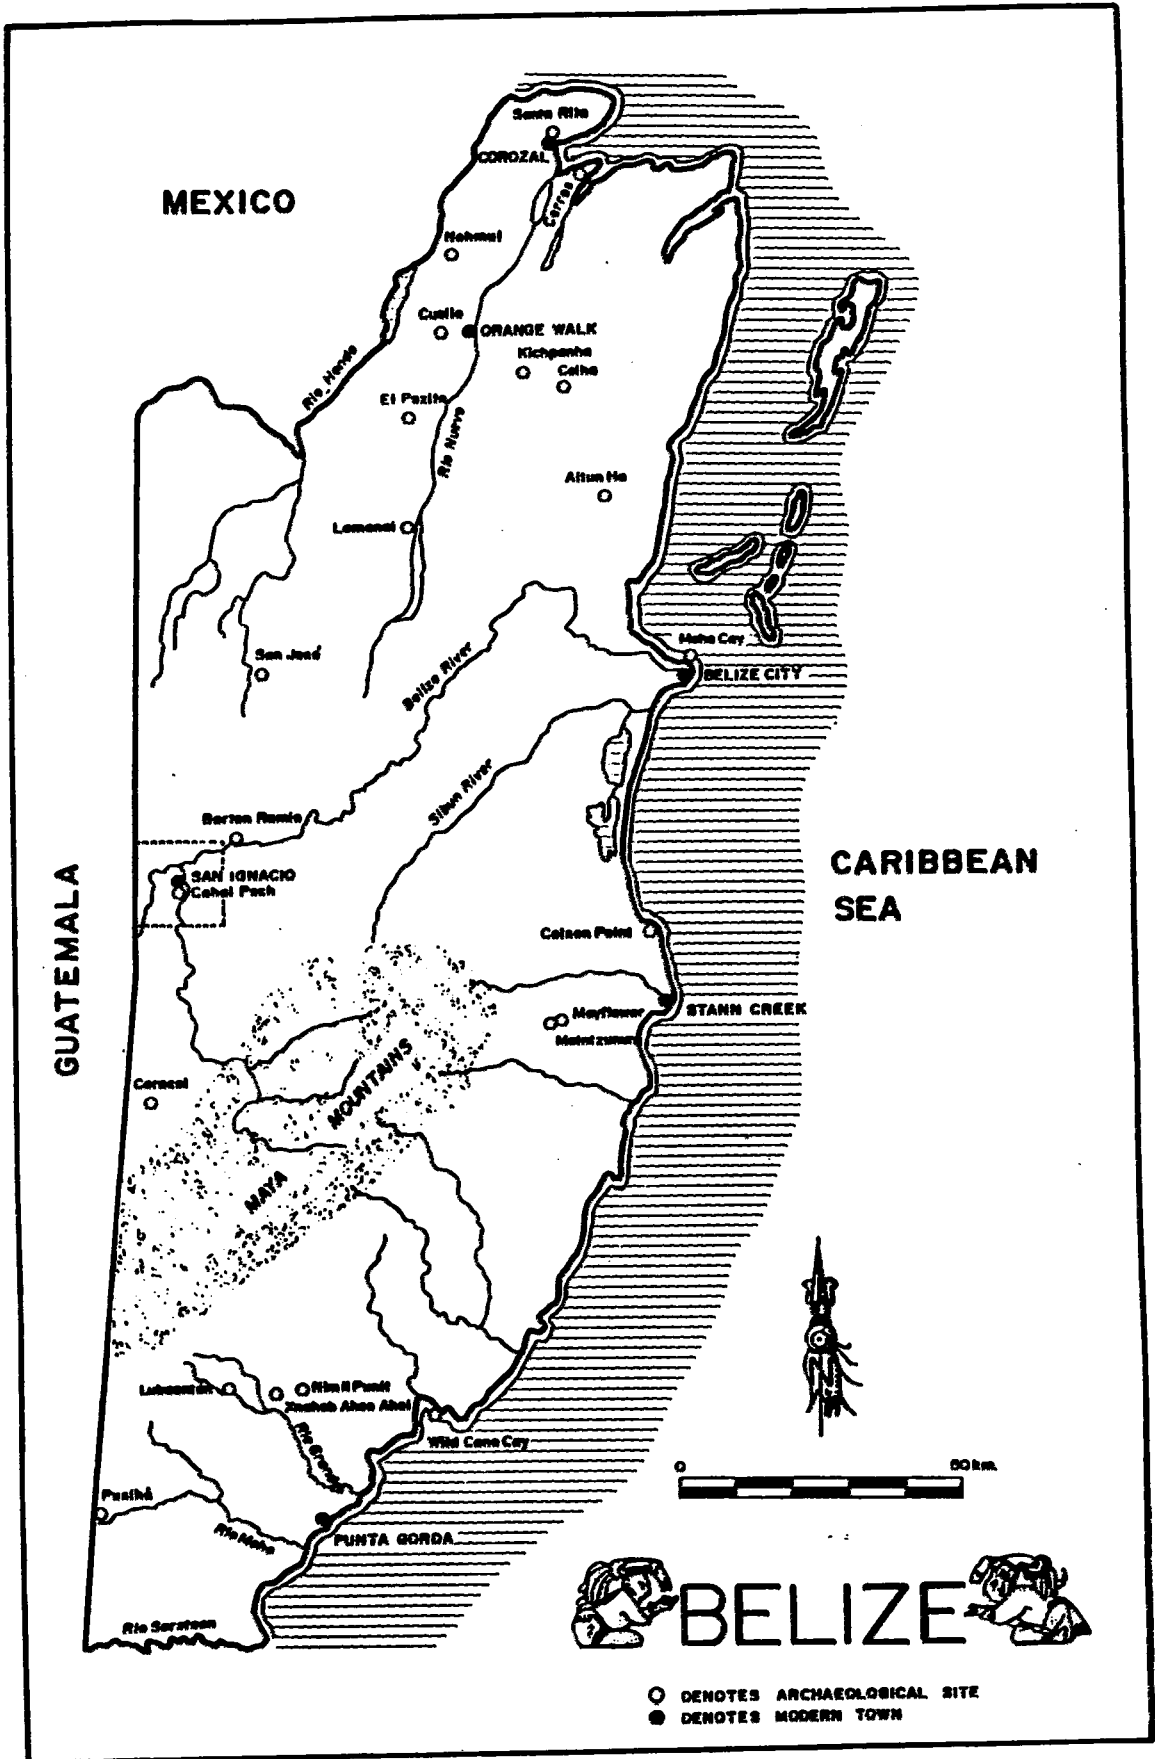 Santa Rita
COROZAL
MEXICO
Cerros
Nohmul
Cuello
ORANGE WALK
Kichpanha
Colha
Rio Hondo
El Pozito
Rio Nuevo
Altun Ha
Lamanai
Moho Cay
San José
BELIZE CITY
Belize River
Sibun River
Barton Ramie
CARIBBEAN
SEA
GUATEMALA
SAN IGNACIO
Cahal Pech
Colson Point
STANN CREEK
Mayflower
MAYA MOUNTAINS
Caracol
Lubaantun
Nim li Punit
Xnaheb
Wild Cane Cay
Rio Grande
0 50 km.
Pusilhá
Rio Moho
PUNTA GORDA
Rio Sarstoon
BELIZE
DENOTES ARCHAEOLOGICAL SITE
DENOTES MODERN TOWN